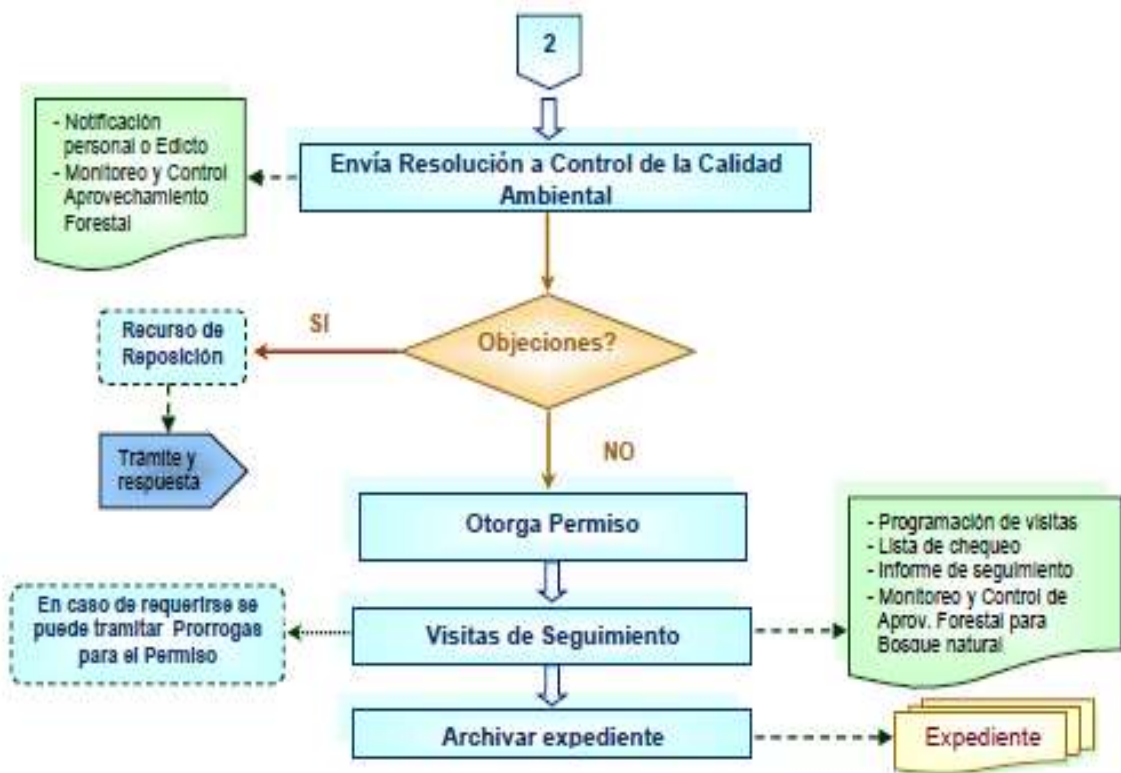 2
- Notificación
personal o Edicto
- Monitoreo y Control
Aprovechamiento
Forestal
Envía Resolución a Control de la Calidad
Ambiental
Objeciones?
SI
Recurso de
Reposición
Trámite y
respuesta
NO
Otorga Permiso
- Programación de visitas
- Lista de chequeo
- Informe de seguimiento
- Monitoreo y Control de
Aprov. Forestal para
Bosque natural
En caso de requerirse se
puede tramitar Prorrogas
para el Permiso
Visitas de Seguimiento
Archivar expediente
Expediente